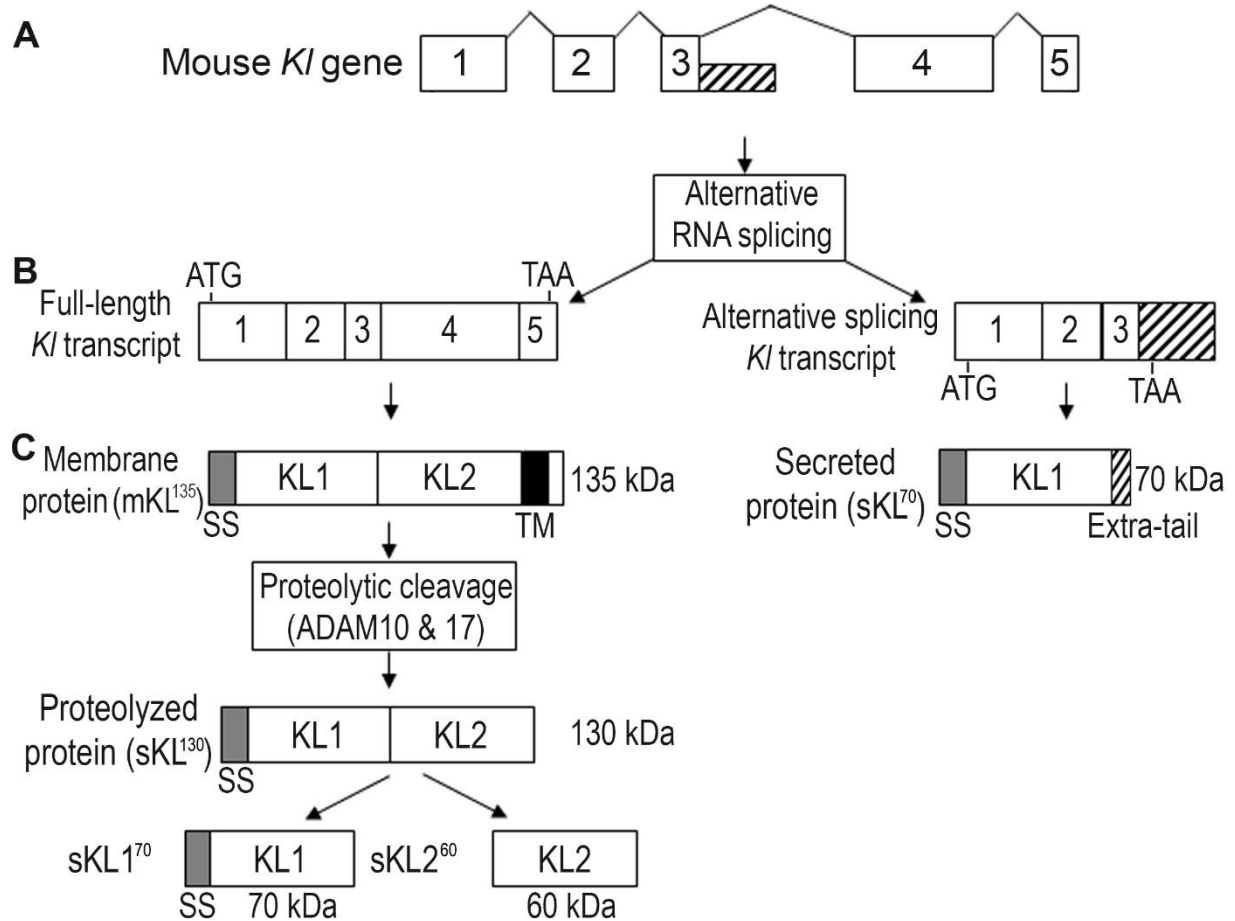 A
Mouse Kl gene
1
2
3
4
5
Alternative
RNA splicing
B
ATG
TAA
Full-length
Kl transcript
1
2
3
4
5
Alternative splicing
Kl transcript
1
2
3
ATG
TAA
C
Membrane
protein (mKL¹³⁵)
KL1
KL2
135 kDa
SS
TM
Secreted
protein (sKL⁷⁰)
KL1
70 kDa
SS
Extra-tail
Proteolytic cleavage
(ADAM10 & 17)
Proteolyzed
protein (sKL¹³⁰)
KL1
KL2
130 kDa
SS
sKL1⁷⁰
KL1
SS
70 kDa
sKL2⁶⁰
KL2
60 kDa